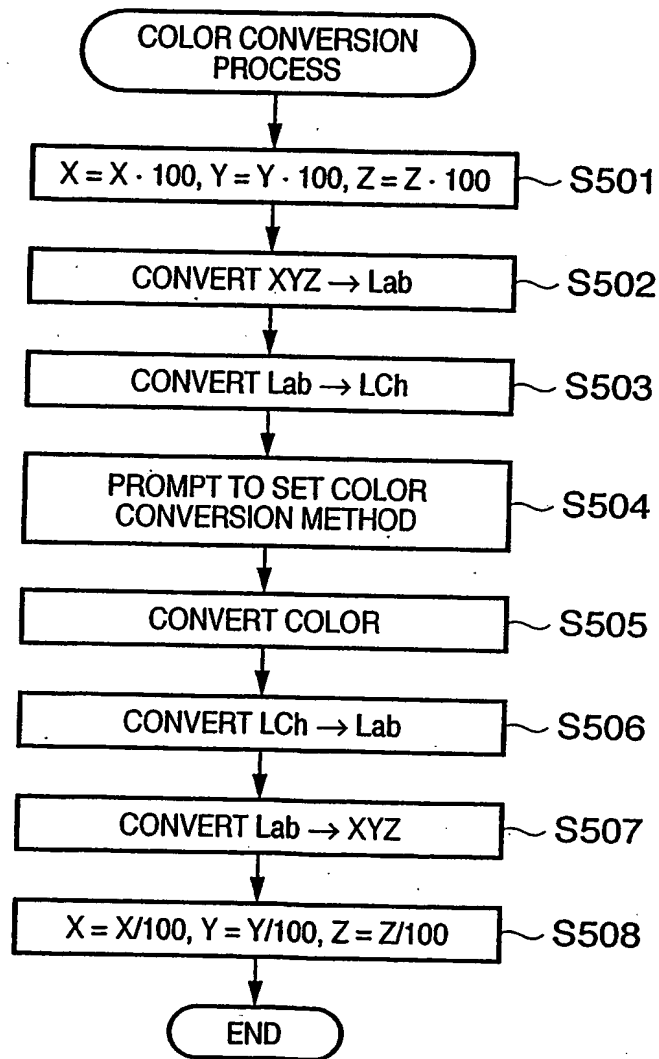 COLOR CONVERSION
PROCESS
X = X · 100, Y = Y · 100, Z = Z · 100
S501
CONVERT XYZ → Lab
S502
CONVERT Lab → LCh
S503
PROMPT TO SET COLOR
CONVERSION METHOD
S504
CONVERT COLOR
S505
CONVERT LCh → Lab
S506
CONVERT Lab → XYZ
S507
X = X/100, Y = Y/100, Z = Z/100
S508
END